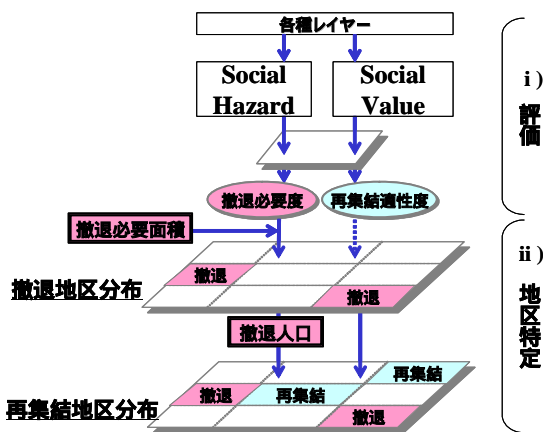 各種レイヤー
Social
Hazard
Social
Value
i )
評価
撤退必要度
再集結適性度
撤退必要面積
ii )
地区特定
撤退地区分布
撤退
撤退
撤退人口
再集結地区分布
撤退
再集結
再集結
撤退